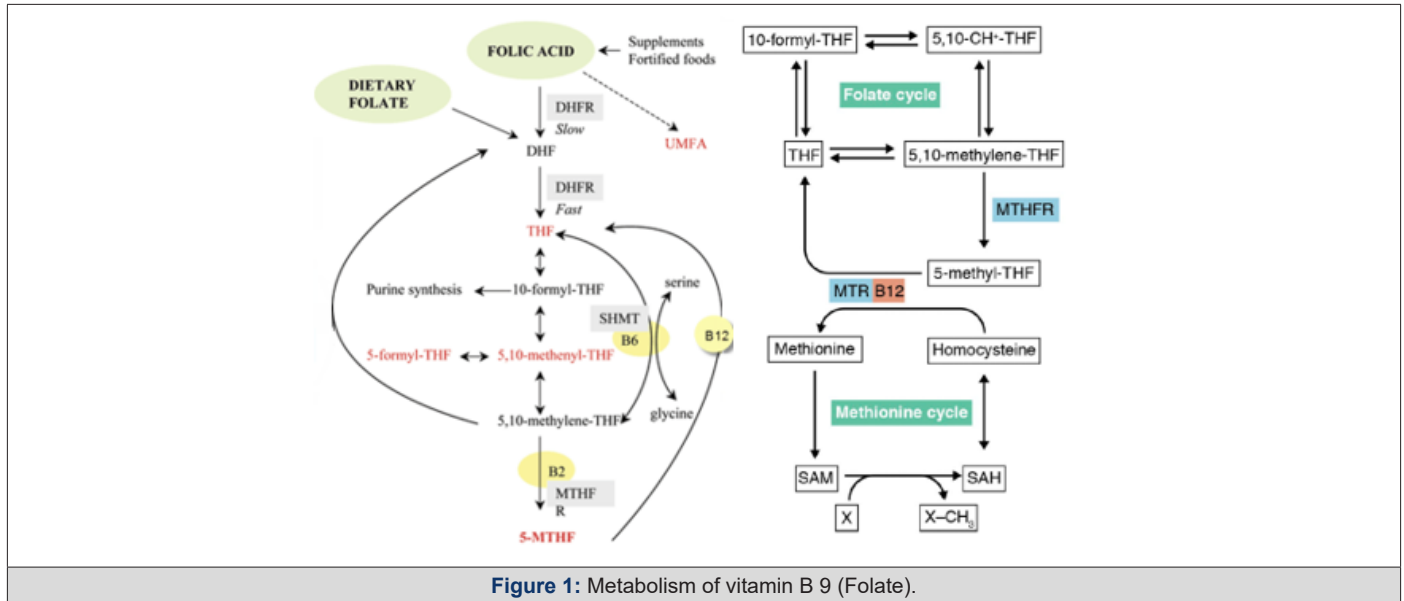 FOLIC ACID
Supplements
Fortified foods
DIETARY
FOLATE
DHFR
Slow
UMFA
DHF
DHFR
Fast
THF
Purine synthesis
10-formyl-THF
serine
SHMT
B6
B12
5-formyl-THF
5,10-methenyl-THF
glycine
5,10-methylene-THF
B2
MTHF
R
5-MTHF
10-formyl-THF
5,10-CH⁺-THF
Folate cycle
THF
5,10-methylene-THF
MTHFR
5-methyl-THF
MTR B12
Methionine
Homocysteine
Methionine cycle
SAM
SAH
X
X–CH₃
Figure 1: Metabolism of vitamin B 9 (Folate).